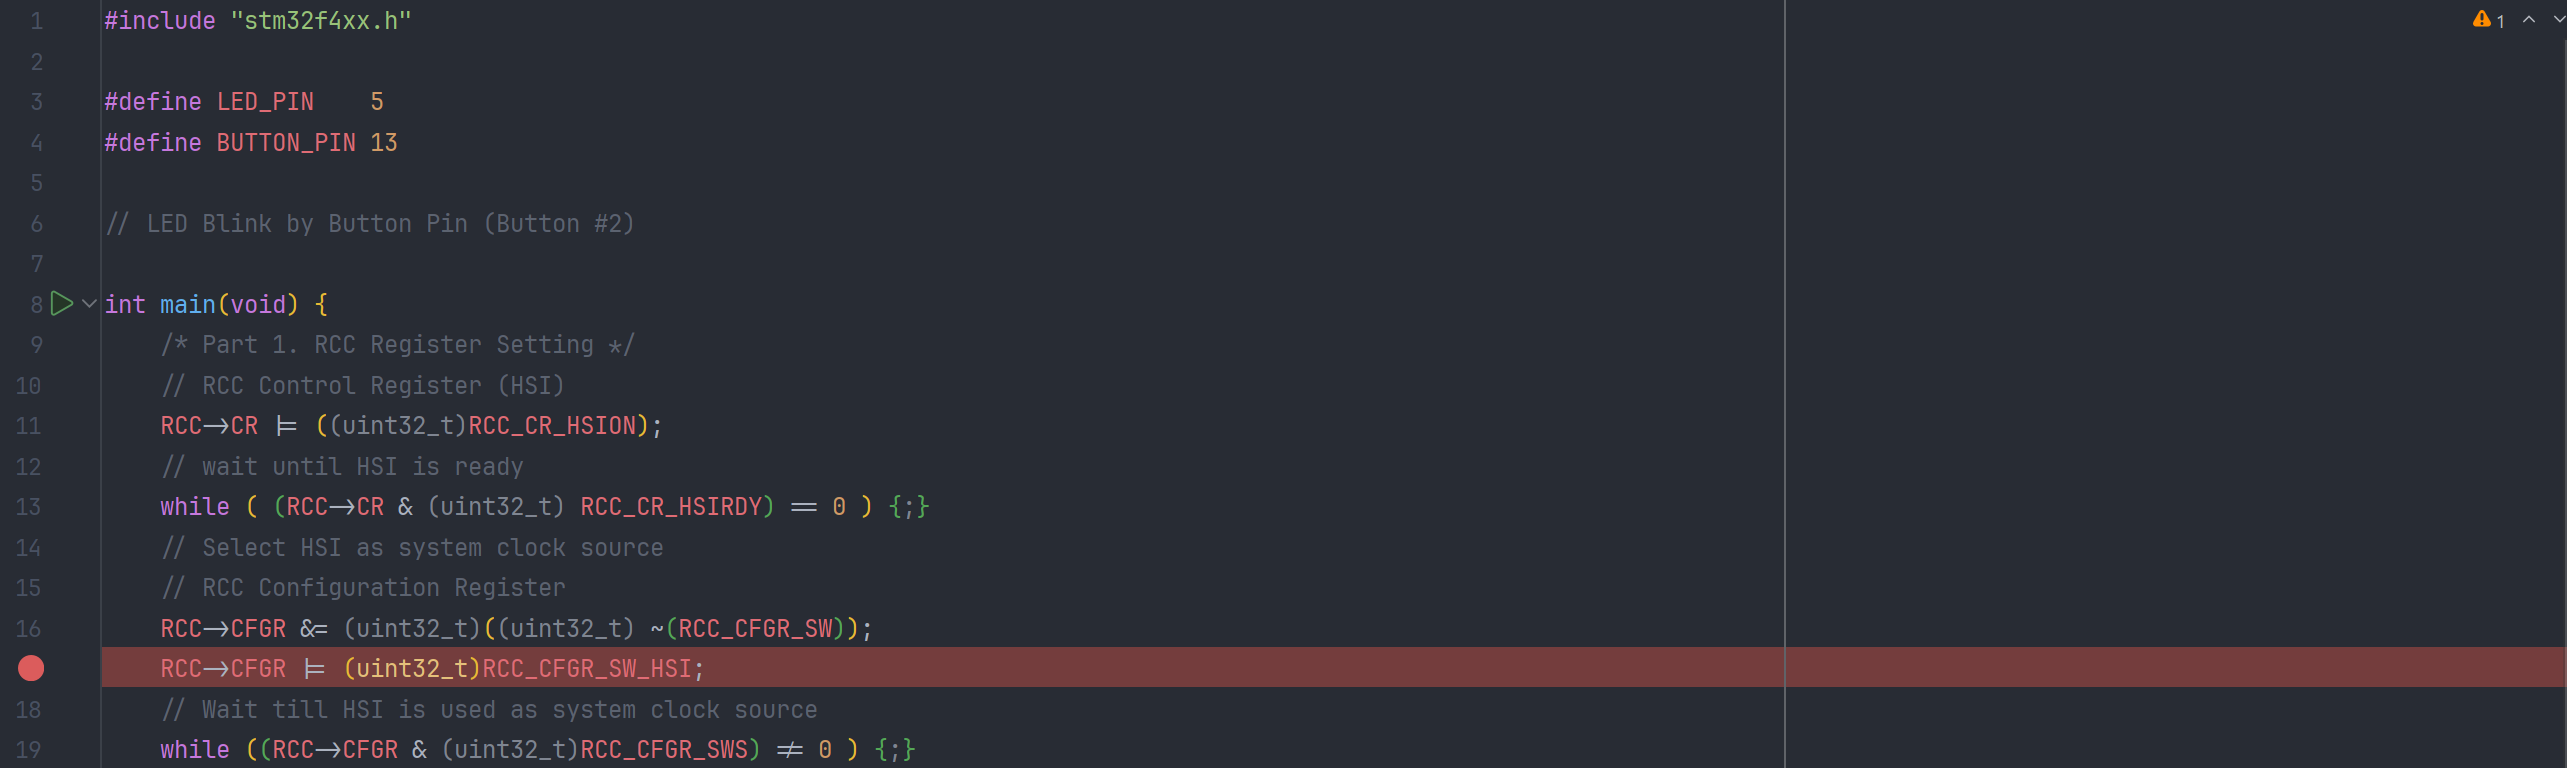 1 #include "stm32f4xx.h"
2
3 #define LED_PIN    5
4 #define BUTTON_PIN 13
5
6 // LED Blink by Button Pin (Button #2)
7
8 int main(void) {
9     /* Part 1. RCC Register Setting */
10     // RCC Control Register (HSI)
11     RCC->CR |= ((uint32_t)RCC_CR_HSION);
12     // wait until HSI is ready
13     while ( (RCC->CR & (uint32_t) RCC_CR_HSIRDY) == 0 ) {;}
14     // Select HSI as system clock source
15     // RCC Configuration Register
16     RCC->CFGR &= (uint32_t)((uint32_t) ~(RCC_CFGR_SW));
    RCC->CFGR |= (uint32_t)RCC_CFGR_SW_HSI;
18     // Wait till HSI is used as system clock source
19     while ((RCC->CFGR & (uint32_t)RCC_CFGR_SWS) != 0 ) {;}
1